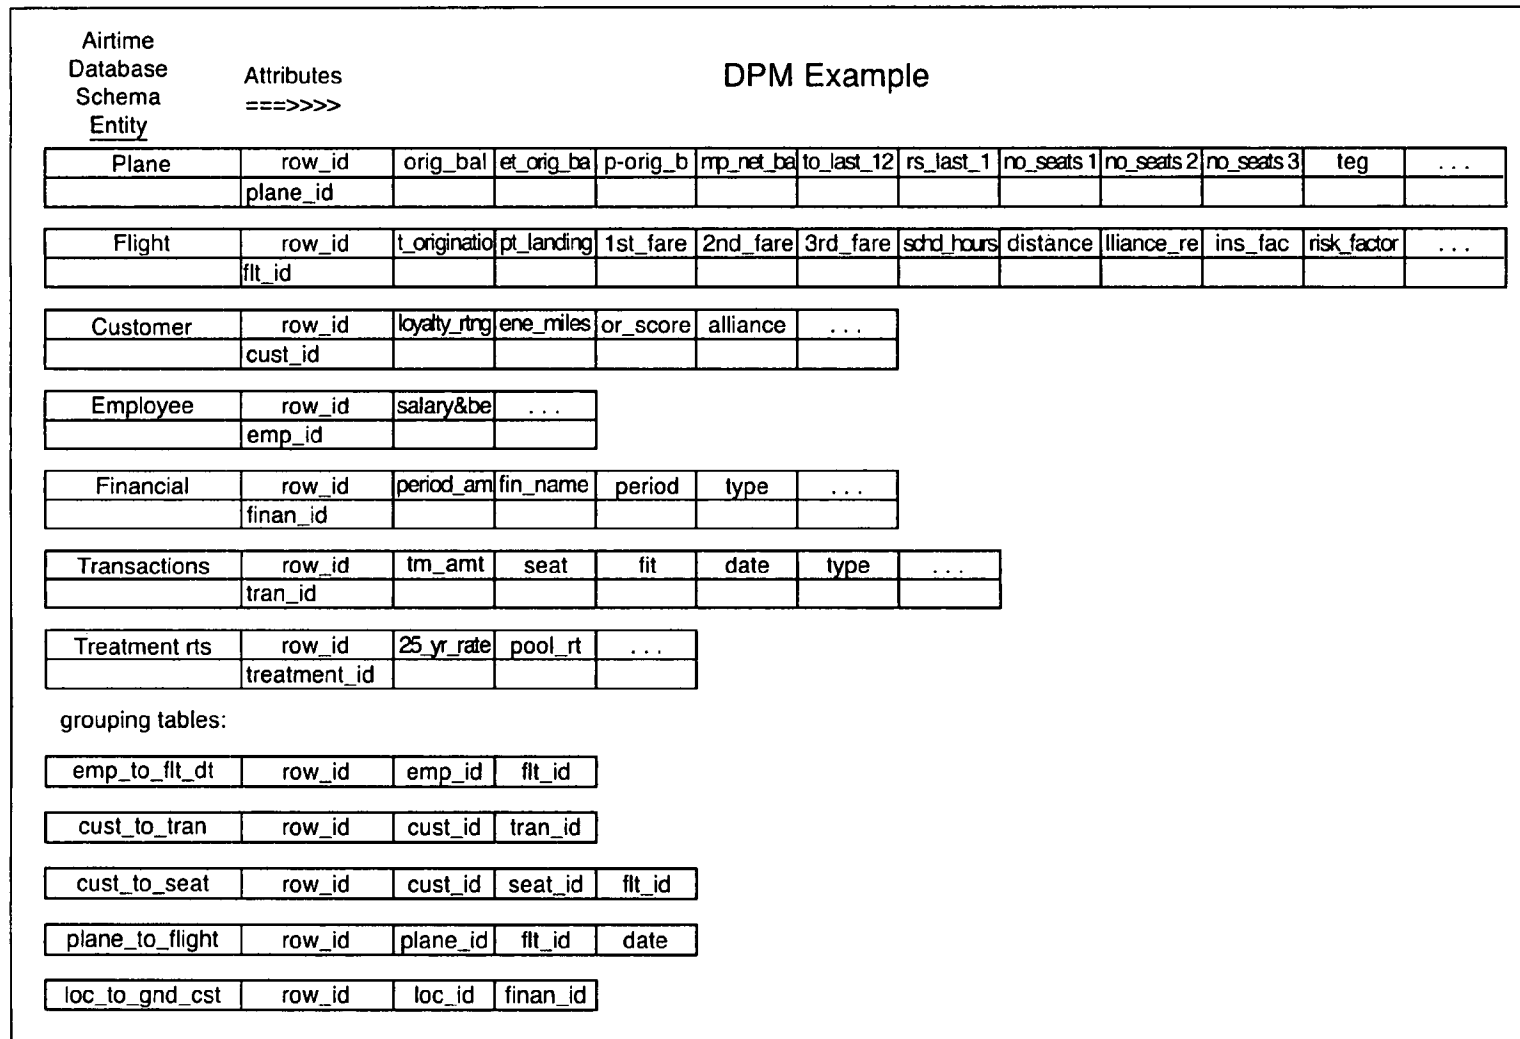 Airtime
Database
Schema
Entity
Attributes
===>>>>
DPM Example
Plane row_id orig_bal et_orig_ba p-orig_b mp_net_ba to_last_12 rs_last_1 no_seats 1 no_seats 2 no_seats 3 teg . . .
plane_id
Flight row_id t_originatio pt_landing 1st_fare 2nd_fare 3rd_fare schd_hours distance lliance_re ins_fac risk_factor . . .
flt_id
Customer row_id loyalty_rtng ene_miles or_score alliance . . .
cust_id
Employee row_id salary&be . . .
emp_id
Financial row_id period_am fin_name period type . . .
finan_id
Transactions row_id tm_amt seat flt date type . . .
tran_id
Treatment rts row_id 25_yr_rate pool_rt . . .
treatment_id
grouping tables:
emp_to_flt_dt row_id emp_id flt_id
cust_to_tran row_id cust_id tran_id
cust_to_seat row_id cust_id seat_id flt_id
plane_to_flight row_id plane_id flt_id date
loc_to_gnd_cst row_id loc_id finan_id